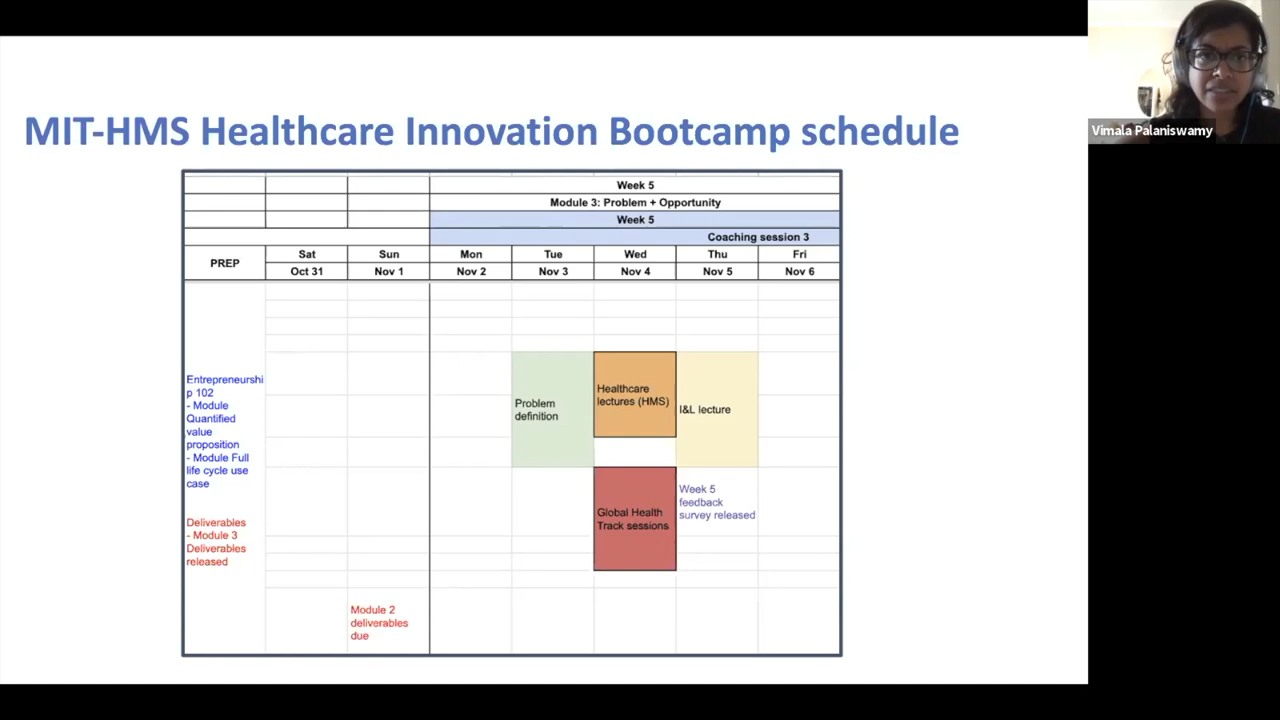 MIT-HMS Healthcare Innovation Bootcamp schedule
Vimala Palaniswamy
Week 5
Module 3: Problem + Opportunity
Week 5
Coaching session 3
PREP
Sat
Sun
Mon
Tue
Wed
Thu
Fri
Oct 31
Nov 1
Nov 2
Nov 3
Nov 4
Nov 5
Nov 6
Entrepreneurshi
p 102
- Module
Quantified
value
proposition
- Module Full
life cycle use
case
Deliverables
- Module 3
Deliverables
released
Module 2
deliverables
due
Problem
definition
Healthcare
lectures (HMS)
Global Health
Track sessions
I&L lecture
Week 5
feedback
survey released